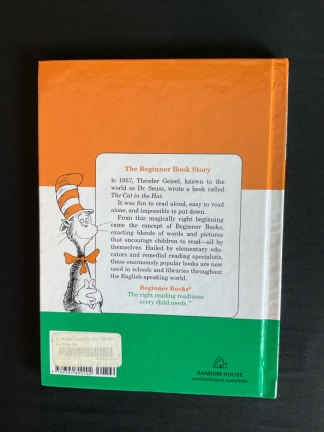 The Beginner Book Story
In 1957, Theodor Geisel, known to the
world as Dr. Seuss, wrote a book called
The Cat in the Hat.
It was fun to read aloud, easy to read
alone, and impossible to put down.
From this magically right beginning
came the concept of Beginner Books,
exacting blends of words and pictures
that encourage children to read—all by
themselves. Hailed by elementary edu-
cators and remedial reading specialists,
these enormously popular books are now
used in schools and libraries throughout
the English-speaking world.
Beginner Books®
The right reading readiness
every child needs.™
RANDOM HOUSE